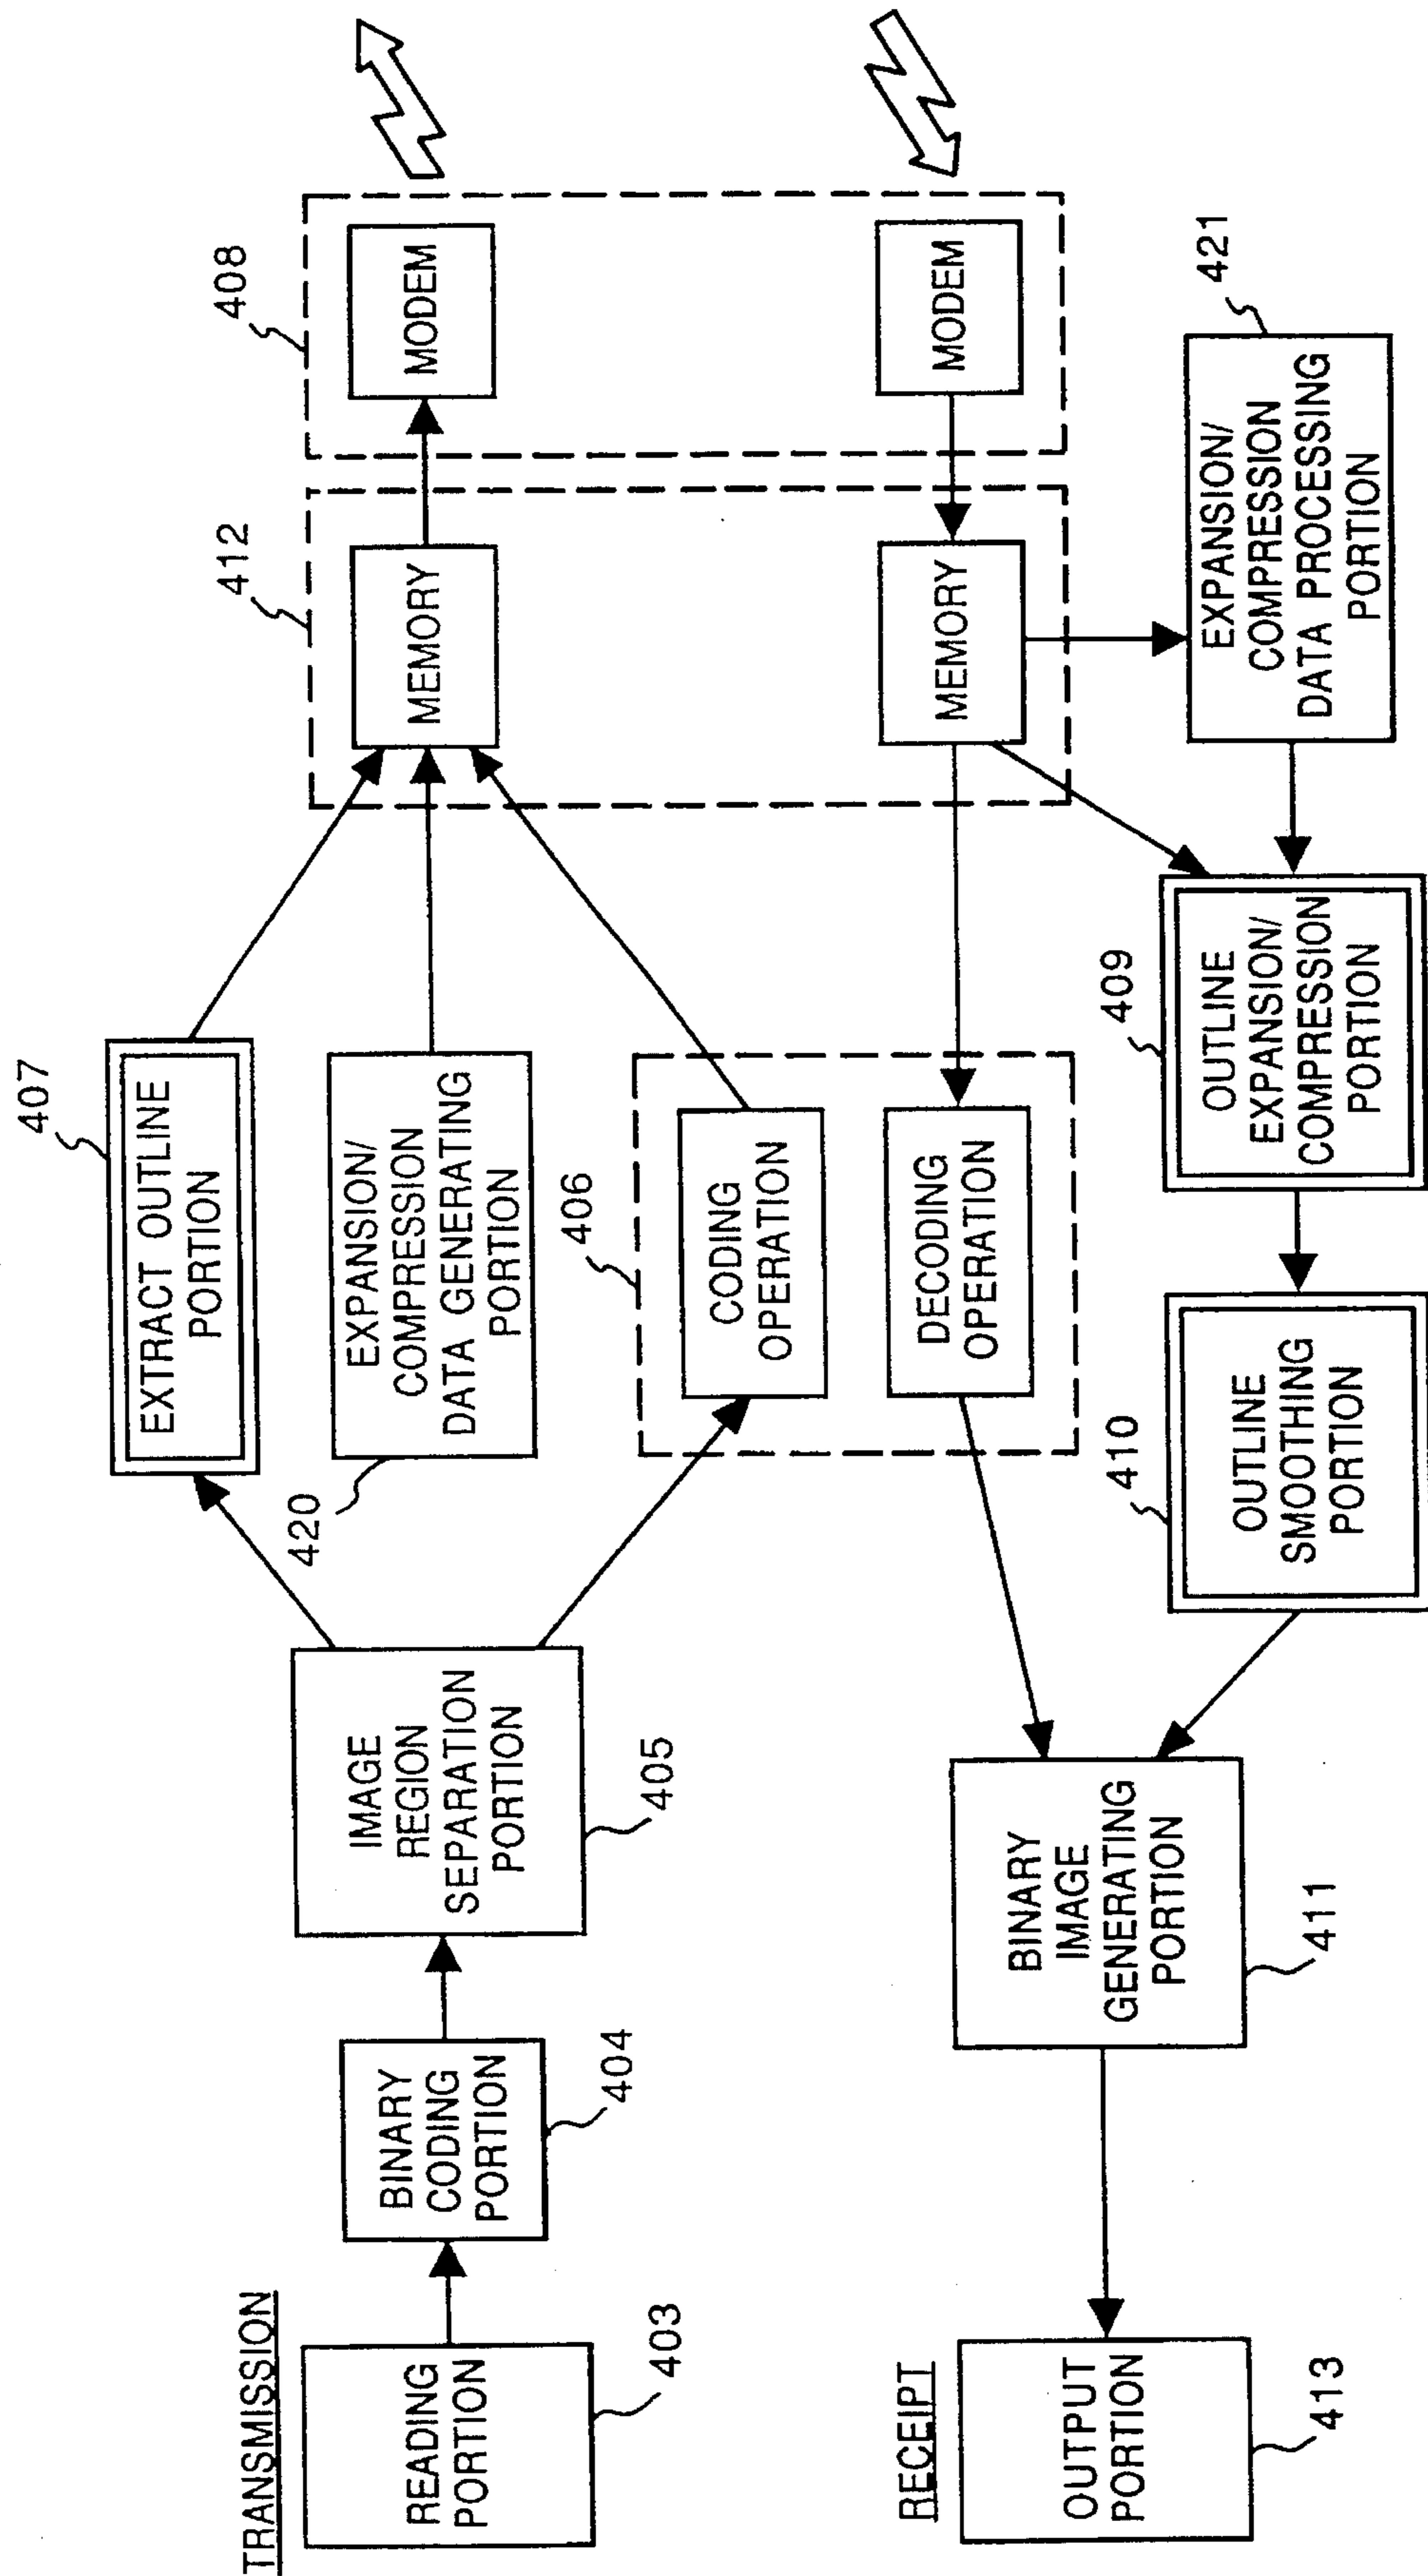 TRANSMISSION
READING
PORTION
403
BINARY
CODING
PORTION
404
IMAGE
REGION
SEPARATION
PORTION
405
407
EXTRACT OUTLINE
PORTION
420
EXPANSION/
COMPRESSION
DATA GENERATING
PORTION
406
CODING
OPERATION
DECODING
OPERATION
412
MEMORY
MEMORY
408
MODEM
MODEM
421
EXPANSION/
COMPRESSION
DATA PROCESSING
PORTION
409
OUTLINE
EXPANSION/
COMPRESSION
PORTION
410
OUTLINE
SMOOTHING
PORTION
BINARY
IMAGE
GENERATING
PORTION
411
RECEIPT
OUTPUT
PORTION
413